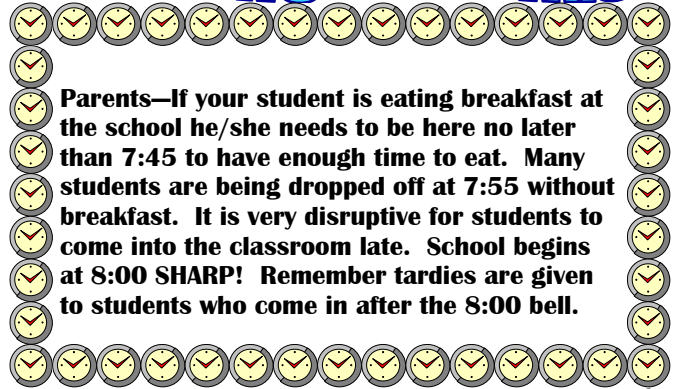 Parents—If your student is eating breakfast at
the school he/she needs to be here no later
than 7:45 to have enough time to eat.  Many
students are being dropped off at 7:55 without
breakfast.  It is very disruptive for students to
come into the classroom late.  School begins
at 8:00 SHARP!  Remember tardies are given
to students who come in after the 8:00 bell.